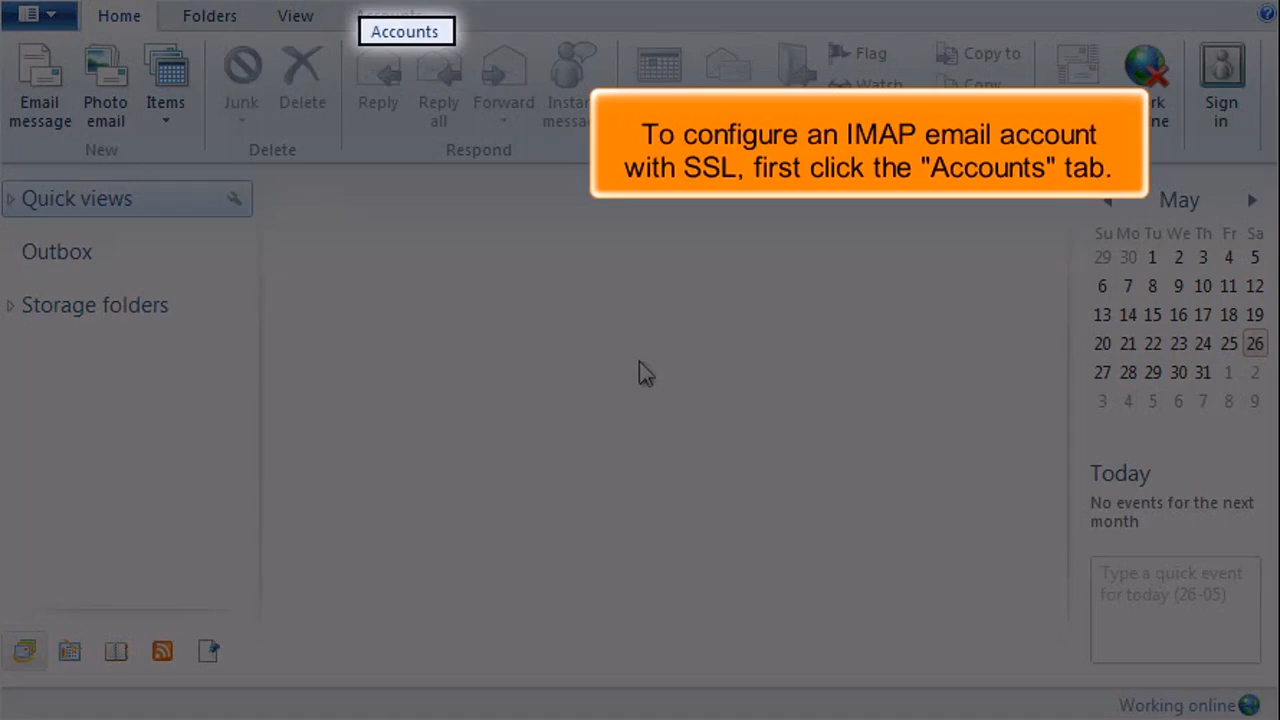 Home Folders View Accounts
Accounts
Flag
Copy to
Watch
Copy
Email message
Photo email
Items
Junk
Delete
Reply
Reply all
Forward
Sign in
New
Delete
Respond
To configure an IMAP email account
with SSL, first click the "Accounts" tab.
Quick views
Outbox
Storage folders
May
Su Mo Tu We Th Fr Sa
29 30 1 2 3 4 5
6 7 8 9 10 11 12
13 14 15 16 17 18 19
20 21 22 23 24 25 26
27 28 29 30 31 1 2
3 4 5 6 7 8 9
Today
No events for the next
month
Type a quick event
for today (26-05)
Working online